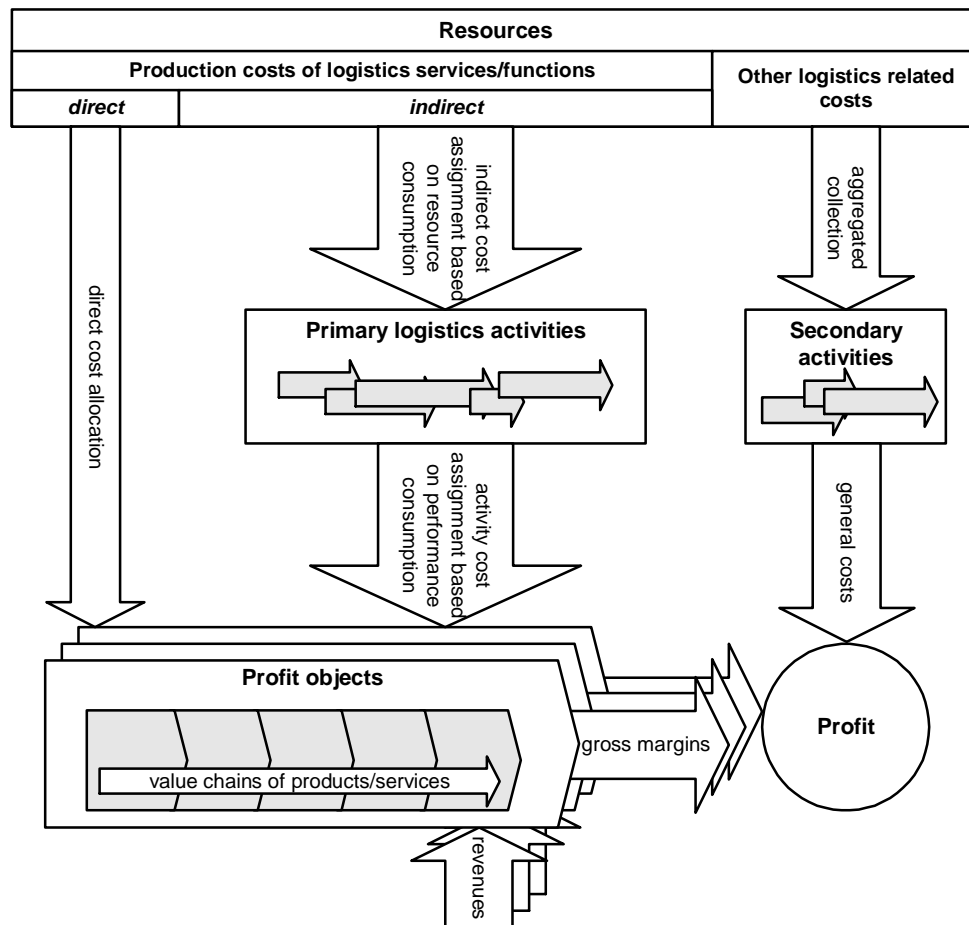 Resources
Production costs of logistics services/functions
Other logistics related
costs
direct
indirect
direct cost allocation
indirect cost
assignment based
on resource
consumption
aggregated
collection
Primary logistics activities
Secondary
activities
activity cost
assignment based
on performance
consumption
general costs
Profit objects
value chains of products/services
gross margins
Profit
revenues